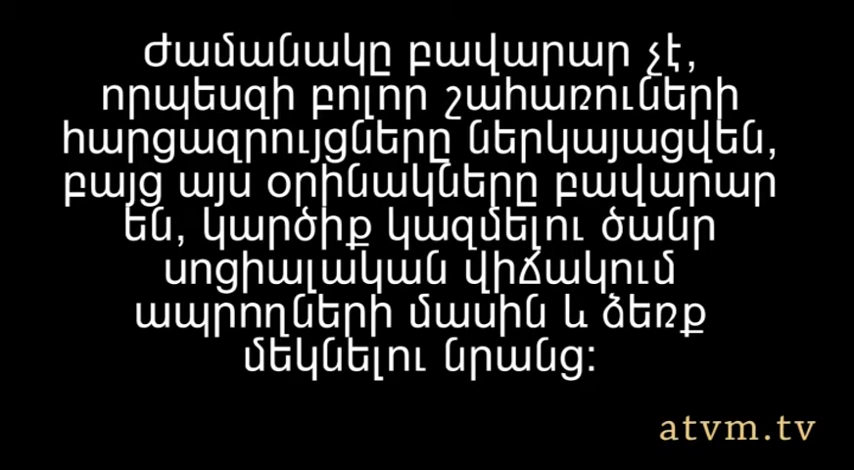 Ժամանակը բավարար չէ,
որպեսզի բոլոր շահառուների
հարցազրույցները ներկայացվեն,
բայց այս օրինակները բավարար
են, կարծիք կազմելու ծանր
սոցիալական վիճակում
ապրողների մասին և ձեռք
մեկնելու նրանց:
atvm.tv